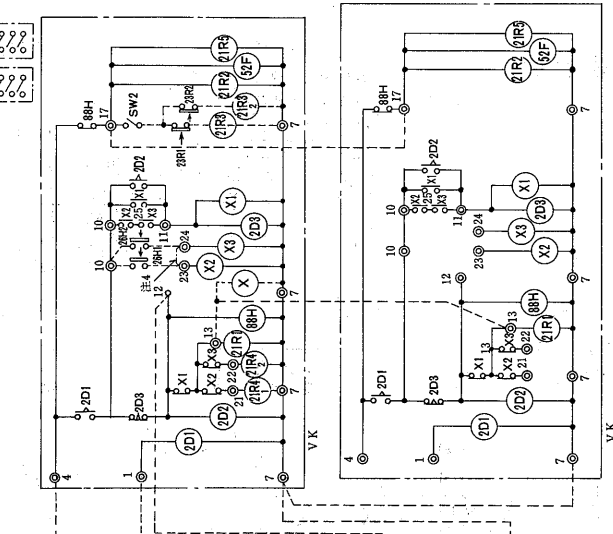 21R5
52F
21R2
88H
17
SW2
23R2
21R3
2
21R3
23R1
7
2D2
X1
X2
25
X3
10
11
X1
2D3
26H
10
24
X3
26H
23
X2
注4
12
X
7
88H
13
X1
X3
21R1
21R4
2
X2
22
21R4
21
7
2D1
2D3
2D2
2D1
4
1
7
VK
21R5
52F
21R2
88H
17
7
2D2
X1
X2
25
X3
10
11
X1
2D3
24
10
X3
23
X2
12
7
88H
13
13
X1
X3
21R1
X2
22
21
7
2D1
2D3
2D2
2D1
4
1
7
VK